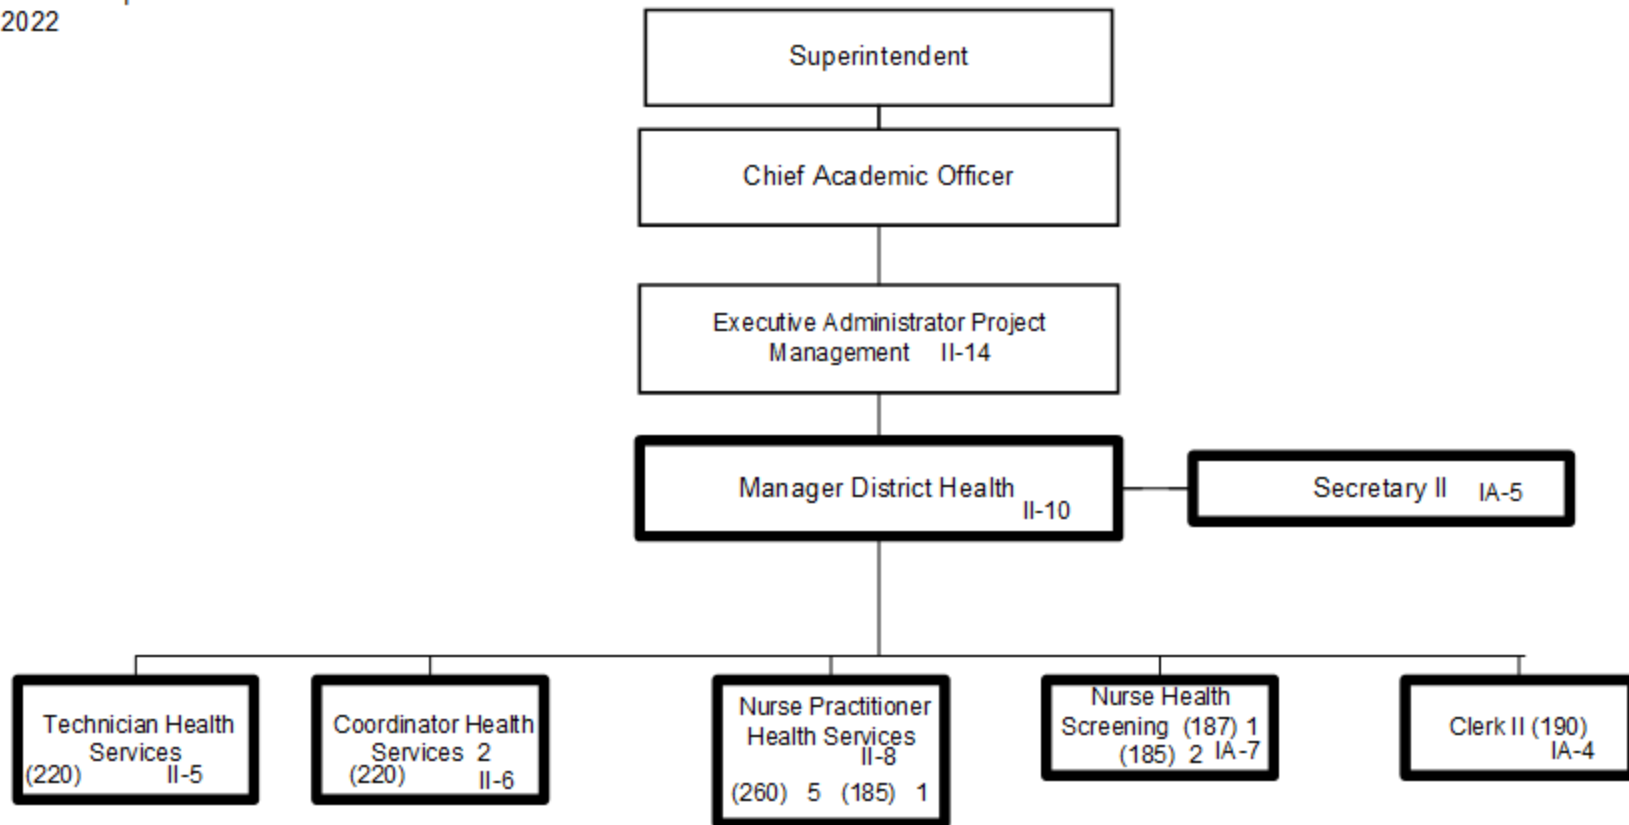 2022
Superintendent
Chief Academic Officer
Executive Administrator Project
Management II-14
Manager District Health
II-10
Secretary II IA-5
Technician Health
Services
(220) II-5
Coordinator Health
Services 2
(220) II-6
Nurse Practitioner
Health Services
II-8
(260) 5 (185) 1
Nurse Health
Screening (187) 1
(185) 2 IA-7
Clerk II (190)
IA-4